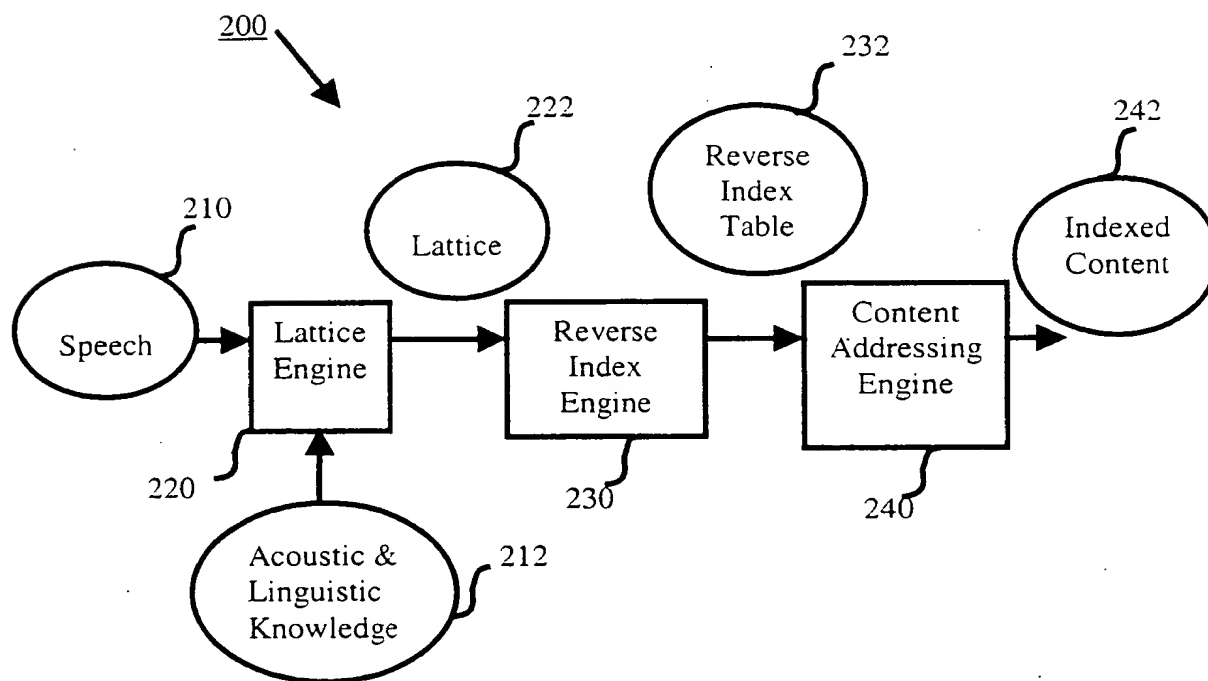 200
232
222
242
Reverse
Index
Table
210
Lattice
Indexed
Content
Speech
Lattice
Engine
Reverse
Index
Engine
Content
Addressing
Engine
220
230
240
Acoustic &
Linguistic
Knowledge
212